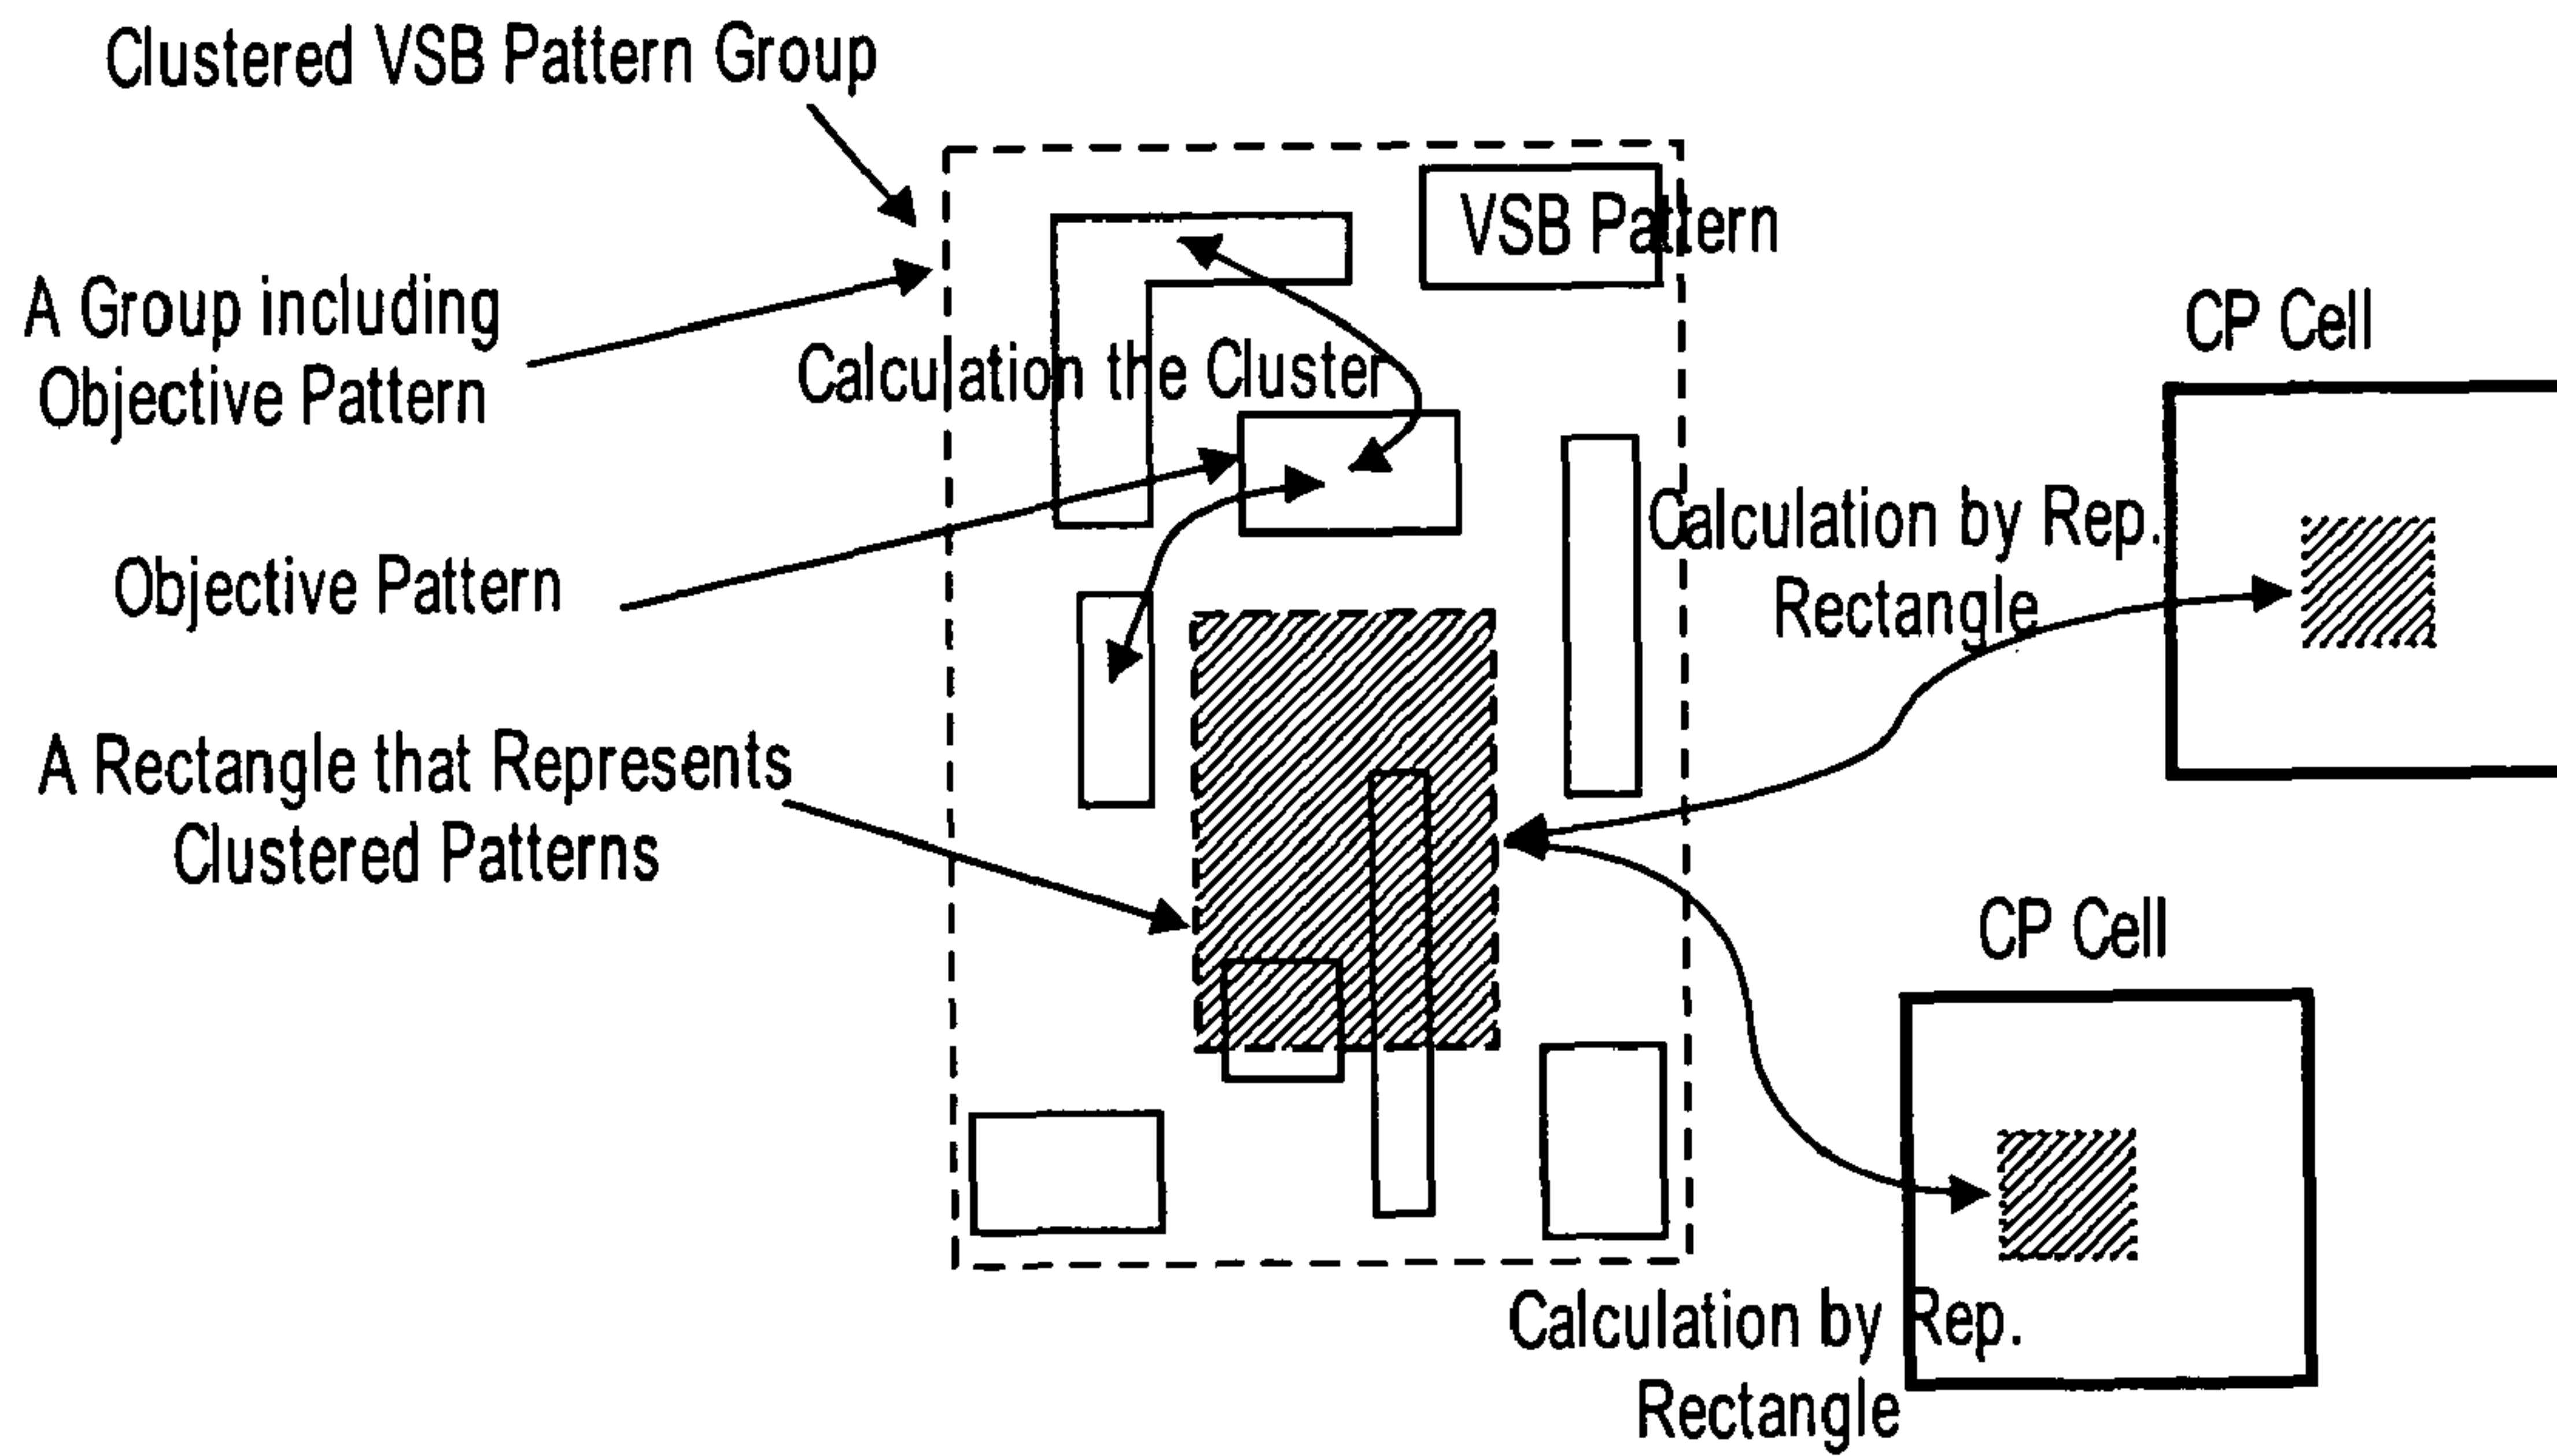 Clustered VSB Pattern Group
VSB Pattern
A Group including
Objective Pattern
CP Cell
Calculation the Cluster
Calculation by Rep.
Rectangle
Objective Pattern
A Rectangle that Represents
Clustered Patterns
CP Cell
Calculation by Rep.
Rectangle